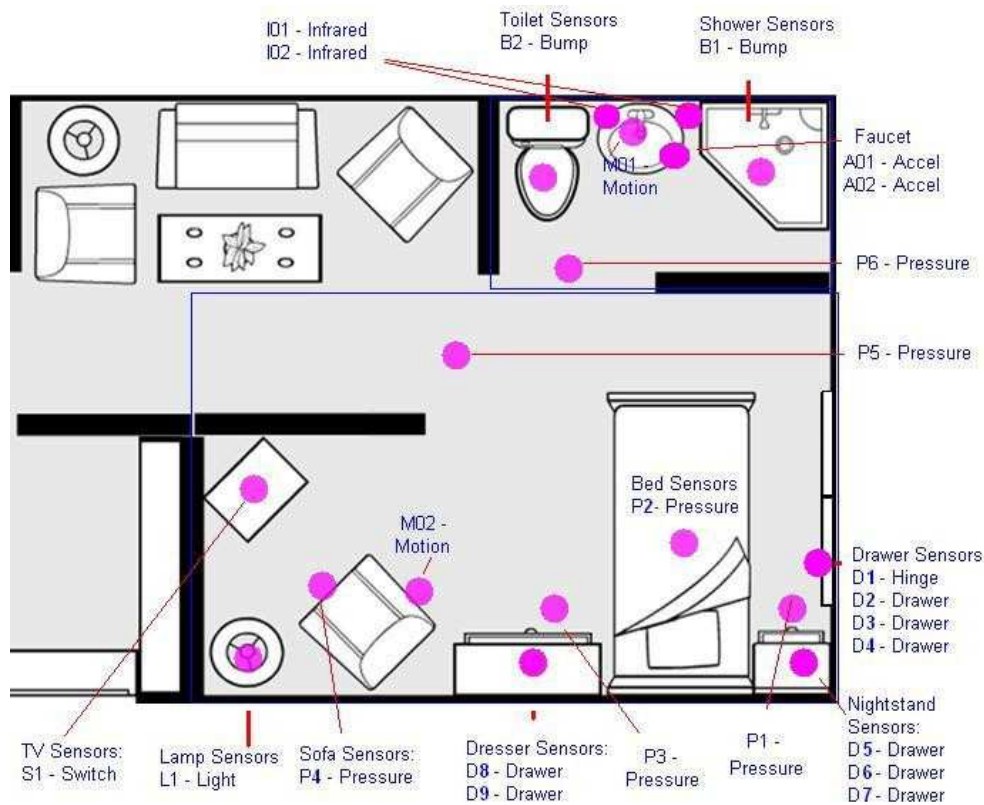 I01 - Infrared
I02 - Infrared
Toilet Sensors
B2 - Bump
Shower Sensors
B1 - Bump
Faucet
A01 - Accel
A02 - Accel
M01 -
Motion
P6 - Pressure
P5 - Pressure
Bed Sensors
P2- Pressure
M02 -
Motion
Drawer Sensors
D1 - Hinge
D2 - Drawer
D3 - Drawer
D4 - Drawer
TV Sensors:
S1 - Switch
Lamp Sensors
L1 - Light
Sofa Sensors:
P4 - Pressure
Dresser Sensors:
D8 - Drawer
D9 - Drawer
P3 -
Pressure
P1 -
Pressure
Nightstand
Sensors:
D5 - Drawer
D6 - Drawer
D7 - Drawer